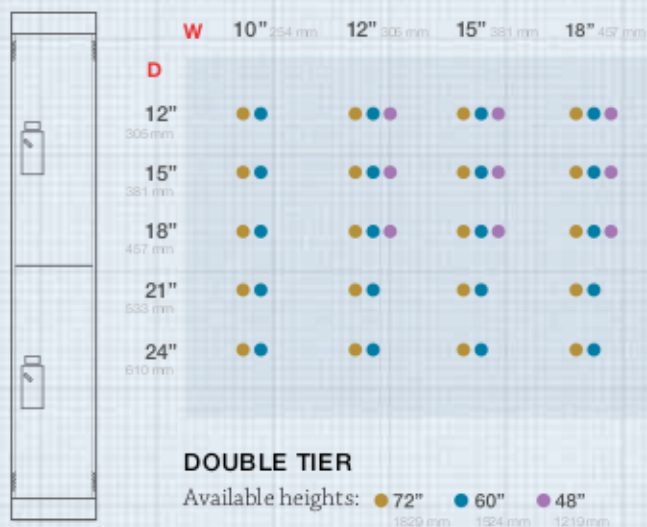 W 10" 254 mm 12" 305 mm 15" 381 mm 18" 457 mm
D
12"
305 mm
15"
381 mm
18"
457 mm
21"
533 mm
24"
610 mm
DOUBLE TIER
Available heights: 72" 60" 48"
1829 mm 1524 mm 1219 mm